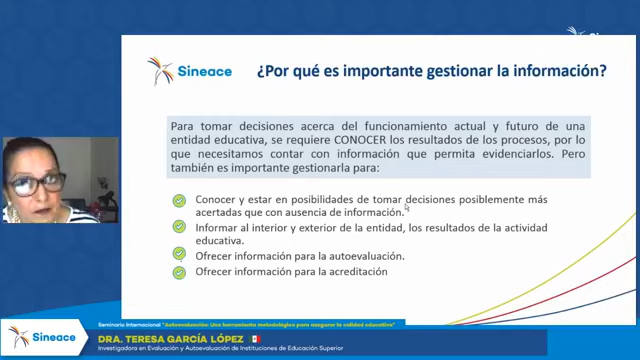 Sineace
¿Por qué es importante gestionar la información?
Para tomar decisiones acerca del funcionamiento actual y futuro de una
entidad educativa, se requiere CONOCER los resultados de los procesos, por
lo que necesitamos contar con información que permita evidenciarlos. Pero
también es importante gestionarla para:
Conocer y estar en posibilidades de tomar decisiones posiblemente más
acertadas que con ausencia de información.
Informar al interior y exterior de la entidad, los resultados de la actividad
educativa.
Ofrecer información para la autoevaluación.
Ofrecer información para la acreditación
Seminario Internacional "Autoevaluación: Una herramienta metodológica para asegurar la calidad educativa"
Sineace
DRA. TERESA GARCÍA LÓPEZ
Investigadora en Evaluación y Autoevaluación de Instituciones de Educación Superior